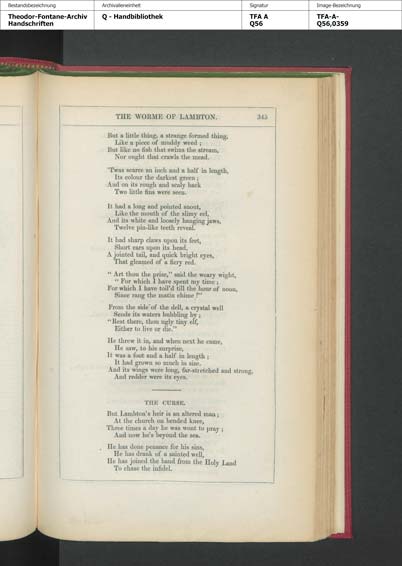 Bestandsbezeichnung
Archivalieneinheit
Signatur
Image-Bezeichnung
Theodor-Fontane-Archiv
Handschriften
Q - Handbibliothek
TFA A
Q56
TFA-A-
Q56,0359
THE WORME OF LAMBTON. 345
But a little thing, a strange formed thing,
Like a piece of muddy weed ;
But like no fish that swims the stream,
Nor ought that crawls the mead.
'Twas scarce an inch and a half in length,
Its colour the darkest green ;
And on its rough and scaly back
Two little fins were seen.
It had a long and pointed snout,
Like the mouth of the slimy eel,
And its white and loosely hanging jaws,
Twelve pin-like teeth reveal.
It had sharp claws upon its feet,
Short ears upon its head,
A jointed tail, and quick bright eyes,
That gleamed of a fiery red.
" Art thou the prize," said the weary wight,
" For which I have spent my time ;
For which I have toil'd till the hour of noon,
Since rang the matin chime ?"
From the side of the dell, a crystal well
Sends its waters bubbling by ;
"Rest there, thou ugly tiny elf,
Either to live or die."
He threw it in, and when next he came,
He saw, to his surprise,
It was a foot and a half in length ;
It had grown so much in size.
And its wings were long, far-stretched and strong,
And redder were its eyes.
THE CURSE.
But Lambton's heir is an altered man ;
At the church on bended knee,
Three times a day he was wont to pray ;
And now he's beyond the sea.
He has done penance for his sins,
He has drank of a sainted well,
He has joined the band from the Holy Land
To chase the infidel.